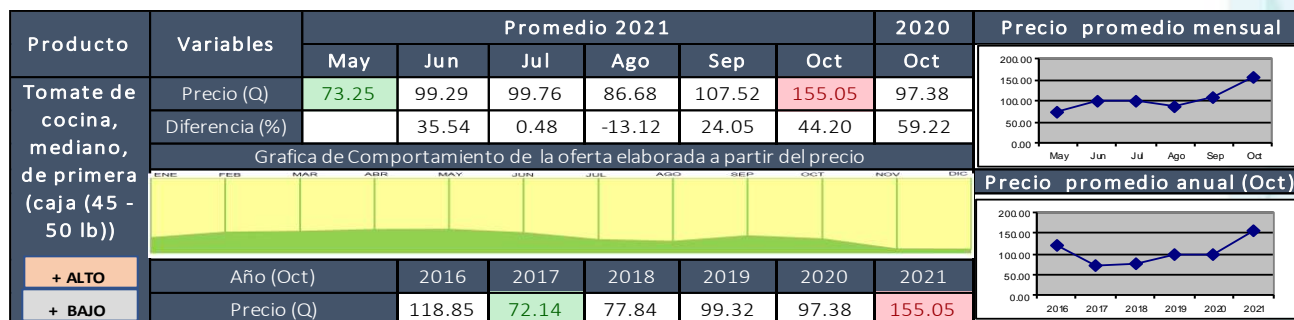 Producto Variables Promedio 2021 2020
May Jun Jul Ago Sep Oct Oct
Tomate de cocina, mediano, de primera (caja (45 - 50 lb))
Precio (Q) 73.25 99.29 99.76 86.68 107.52 155.05 97.38
Diferencia (%) 35.54 0.48 -13.12 24.05 44.20 59.22
Grafica de Comportamiento de la oferta elaborada a partir del precio
ENE FEB MAR ABR MAY JUN JUL AGO SEP OCT NOV DIC
+ ALTO
+ BAJO
Año (Oct) 2016 2017 2018 2019 2020 2021
Precio (Q) 118.85 72.14 77.84 99.32 97.38 155.05
Precio promedio mensual
200.00
150.00
100.00
50.00
0.00
May Jun Jul Ago Sep Oct
Precio promedio anual (Oct)
200.00
150.00
100.00
50.00
0.00
2016 2017 2018 2019 2020 2021